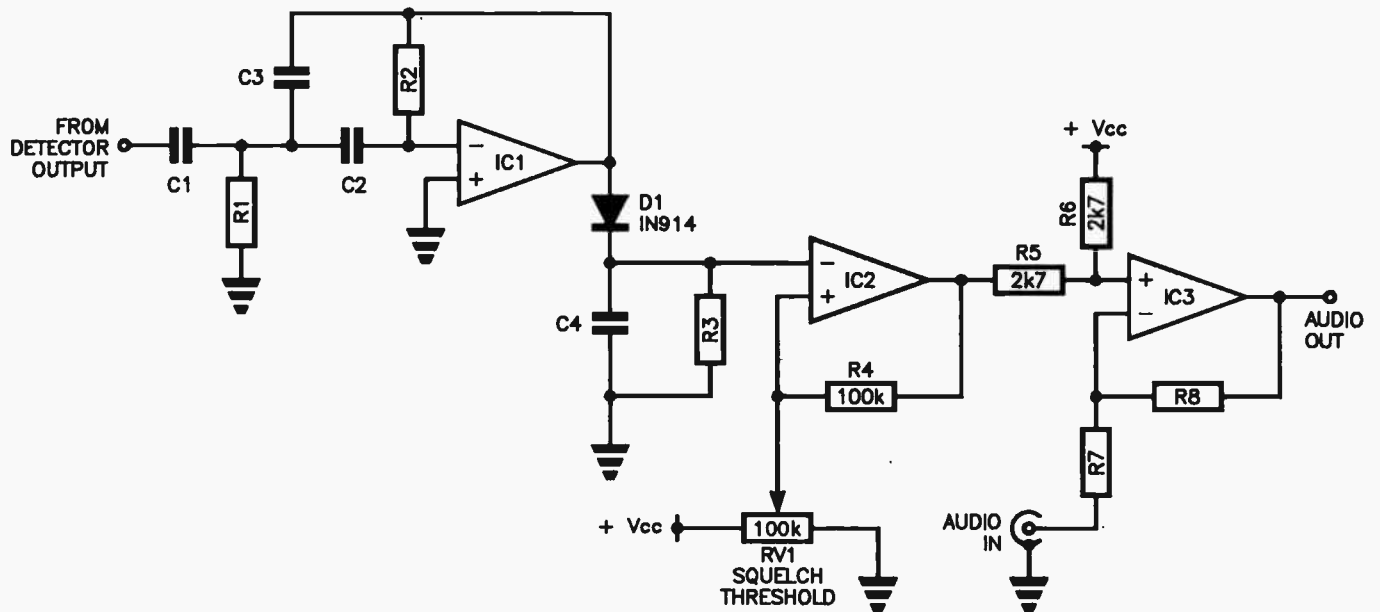 C3
R2
FROM
DETECTOR
OUTPUT
C1
R1
C2
−
+
IC1
D1
IN914
C4
R3
−
+
IC2
R4
100k
+ Vcc
100k
RV1
SQUELCH
THRESHOLD
R5
2k7
+ Vcc
R6
2k7
+
−
IC3
AUDIO
OUT
R8
R7
AUDIO
IN